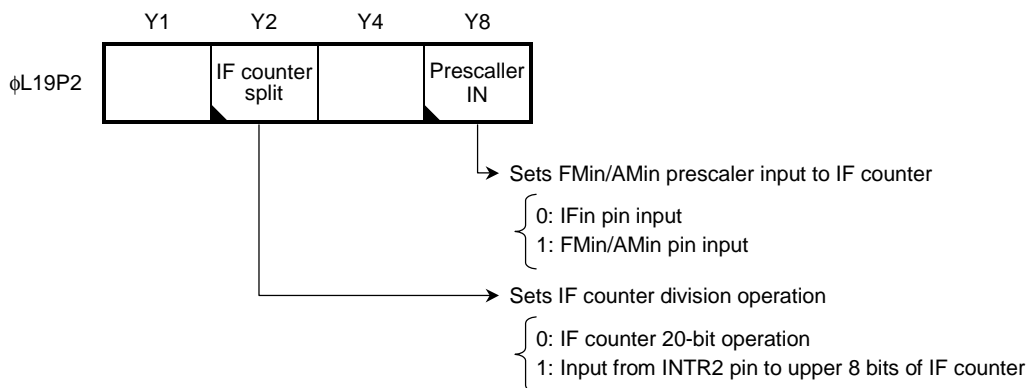 Y1 Y2 Y4 Y8
ϕL19P2
IF counter
split
Prescaller
IN
Sets FMin/AMin prescaler input to IF counter
0: IFin pin input
1: FMin/AMin pin input
Sets IF counter division operation
0: IF counter 20-bit operation
1: Input from INTR2 pin to upper 8 bits of IF counter